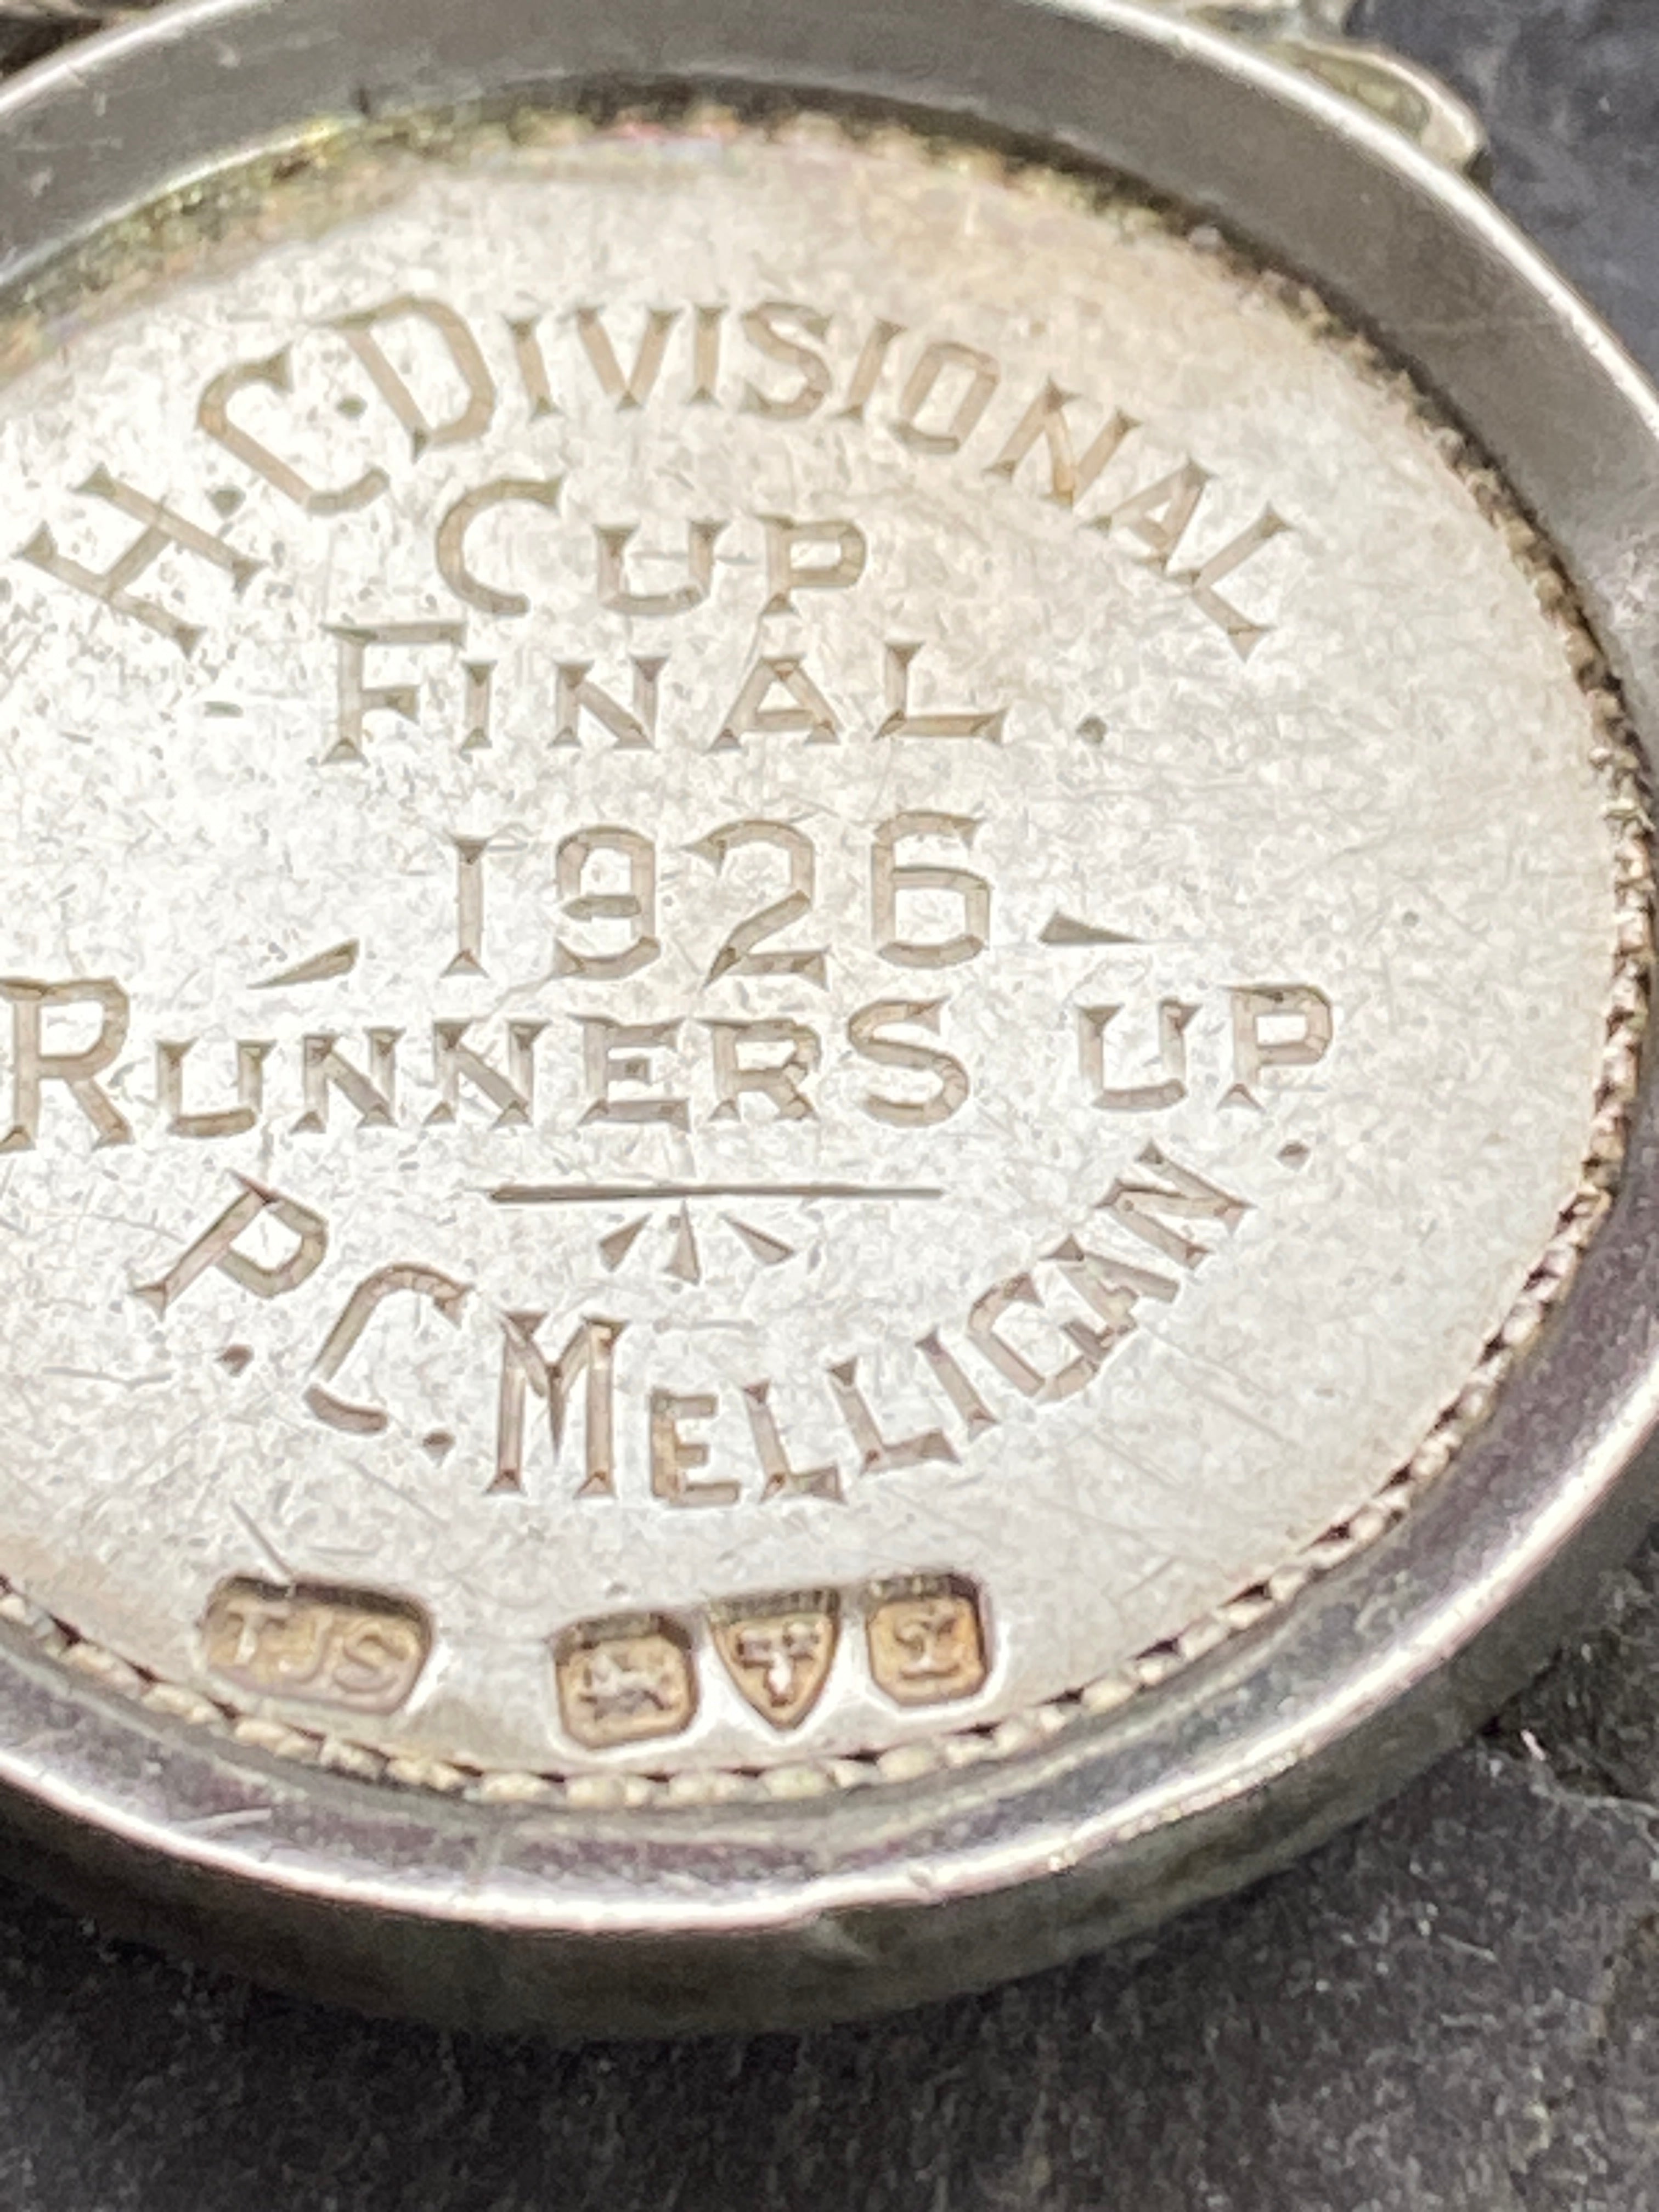 H.C. DIVISIONAL
CUP
FINAL.
1926
RUNNERS UP
P.C. MELLIGAN.
TJS